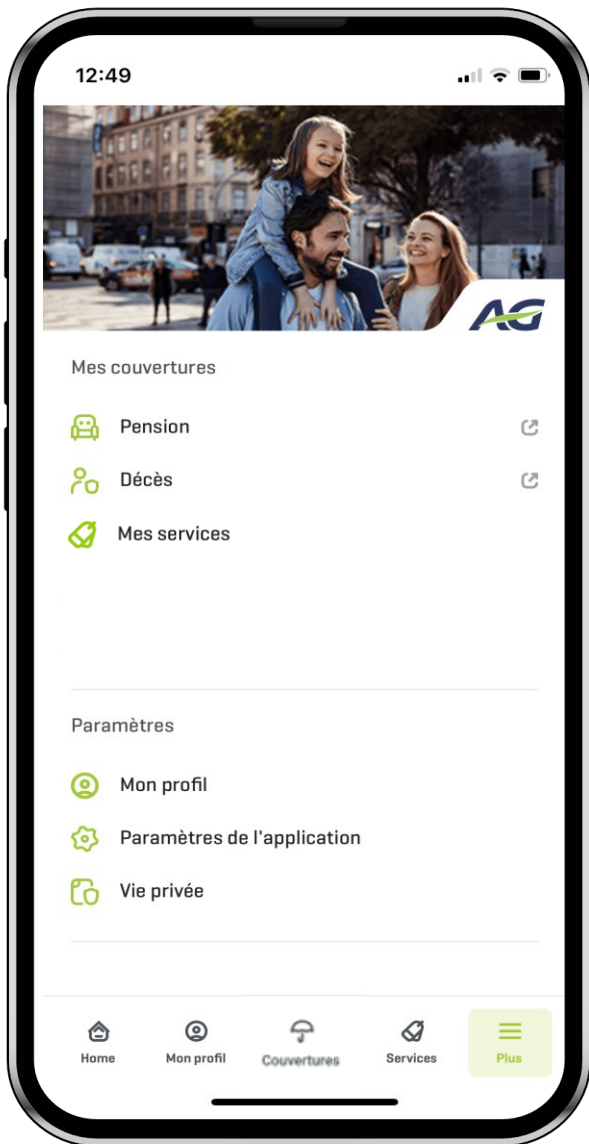 12:49
AG
Mes couvertures
Pension
Décès
Mes services
Paramètres
Mon profil
Paramètres de l'application
Vie privée
Home Mon profil Couvertures Services Plus